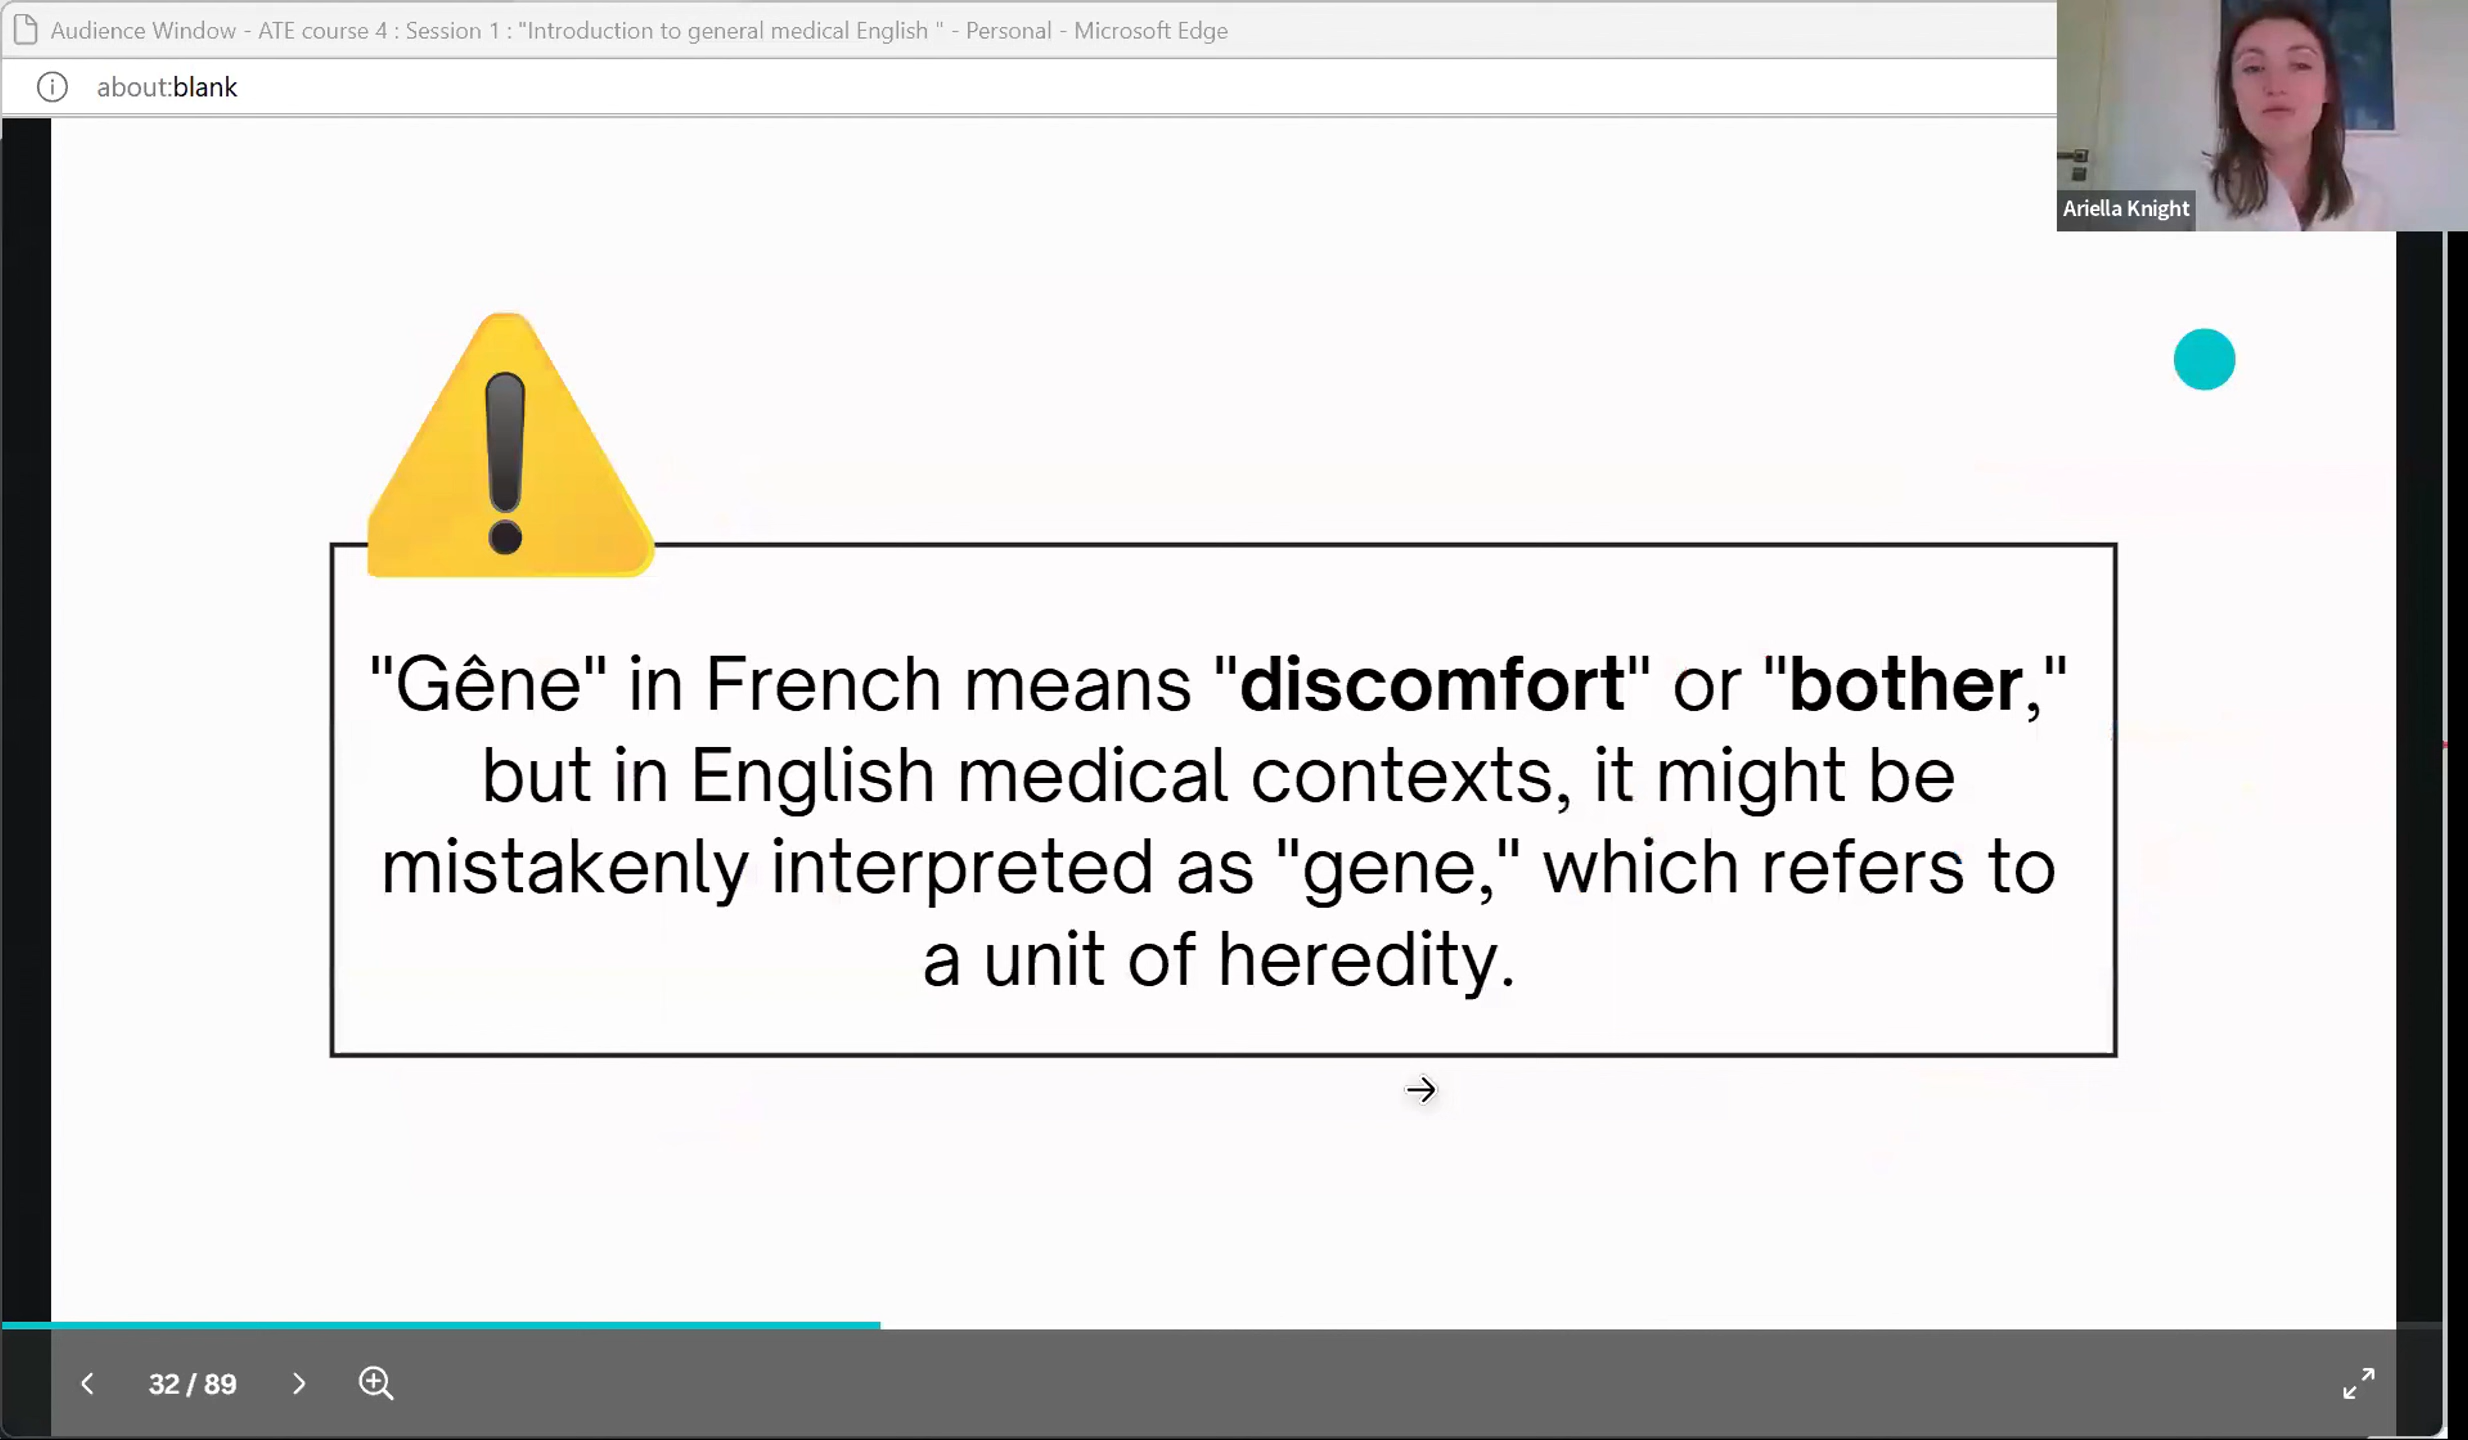 Audience Window - ATE course 4 : Session 1 : "Introduction to general medical English " - Personal - Microsoft Edge
about:blank
Ariella Knight
"Gêne" in French means "discomfort" or "bother,"
but in English medical contexts, it might be
mistakenly interpreted as "gene," which refers to
a unit of heredity.
32 / 89